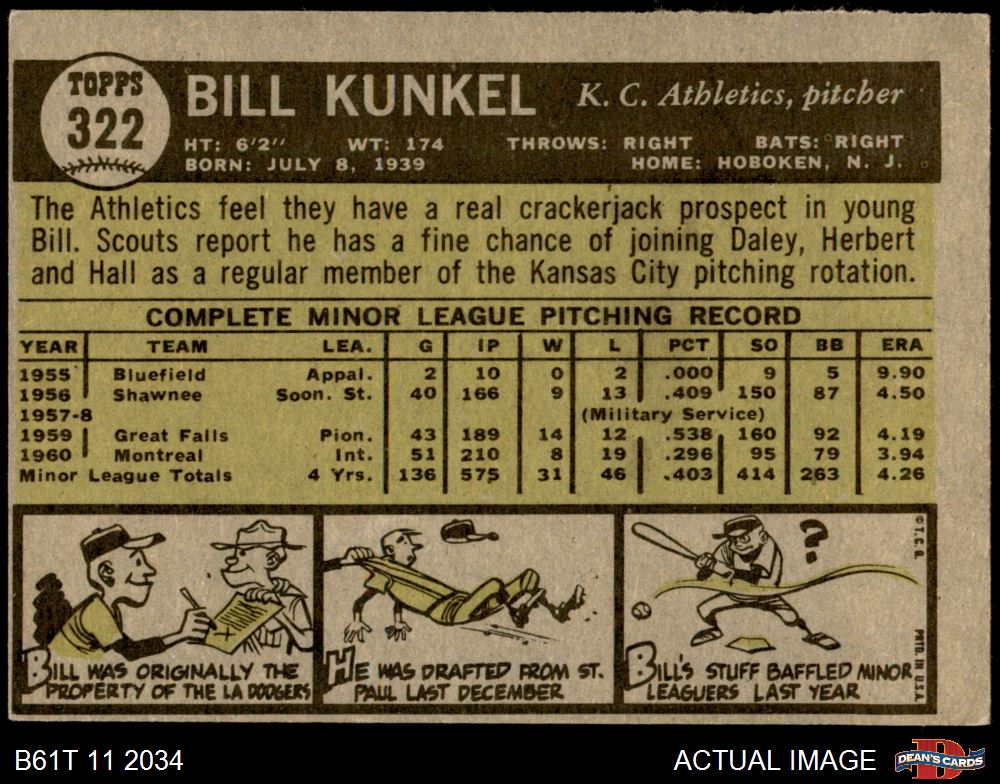 TOPPS
322
BILL KUNKEL K. C. Athletics, pitcher
HT: 6'2" WT: 174 THROWS: RIGHT BATS: RIGHT
BORN: JULY 8, 1939 HOME: HOBOKEN, N. J.
The Athletics feel they have a real crackerjack prospect in young
Bill. Scouts report he has a fine chance of joining Daley, Herbert
and Hall as a regular member of the Kansas City pitching rotation.
COMPLETE MINOR LEAGUE PITCHING RECORD
YEAR TEAM LEA. G IP W L PCT SO BB ERA
1955 Bluefield Appal. 2 10 0 2 .000 9 5 9.90
1956 Shawnee Soon. St. 40 166 9 13 .409 150 87 4.50
1957-8 (Military Service)
1959 Great Falls Pion. 43 189 14 12 .538 160 92 4.19
1960 Montreal Int. 51 210 8 19 .296 95 79 3.94
Minor League Totals 4 Yrs. 136 575 31 46 .403 414 263 4.26
BILL WAS ORIGINALLY THE
PROPERTY OF THE LA DODGERS
HE WAS DRAFTED FROM ST.
PAUL LAST DECEMBER
?
BILL'S STUFF BAFFLED MINOR
LEAGUERS LAST YEAR
© T. C. G.
PRTD. IN U.S.A.
B61T 11 2034
ACTUAL IMAGE
DEAN'S CARDS